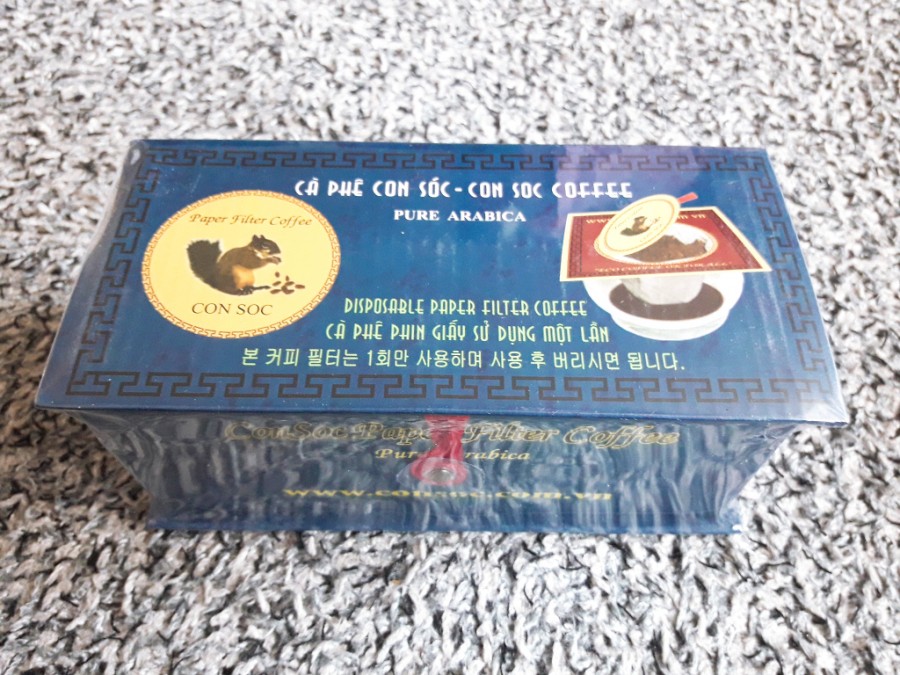 CÀ PHÊ CON SÓC - CON SOC COFFEE
PURE ARABICA
Paper Filter Coffee
CON SOC
DISPOSABLE PAPER FILTER COFFEE
CÀ PHÊ PHIN GIẤY SỬ DỤNG MỘT LẦN
본 커피 필터는 1회만 사용하며 사용 후 버리시면 됩니다.
ConSoc Paper Filter Coffee
Pure Arabica
www.consoc.com.vn